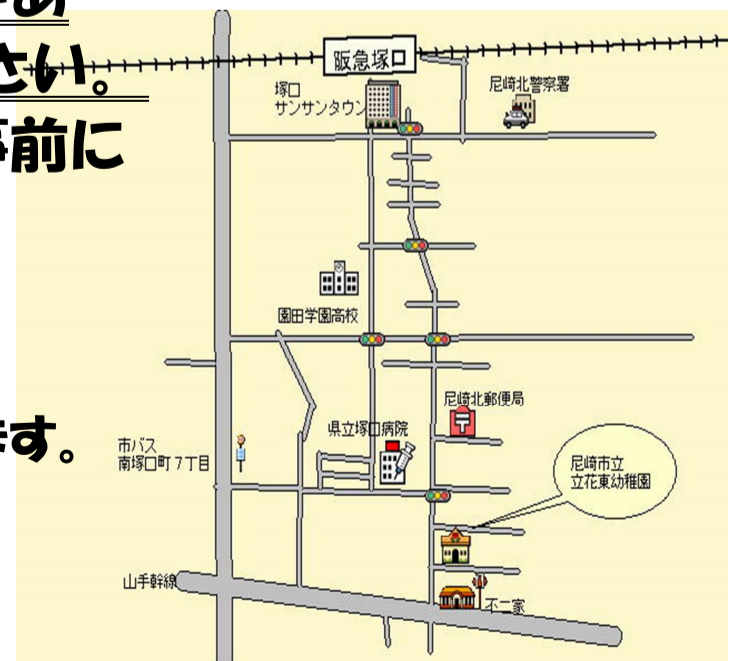 あ
さい。
事前に
ます。
阪急塚口
塚口
サンサンタウン
尼崎北警察署
園田学園高校
尼崎北郵便局
県立塚口病院
市バス
南塚口町7丁目
尼崎市立
立花東幼稚園
山手幹線
不二家